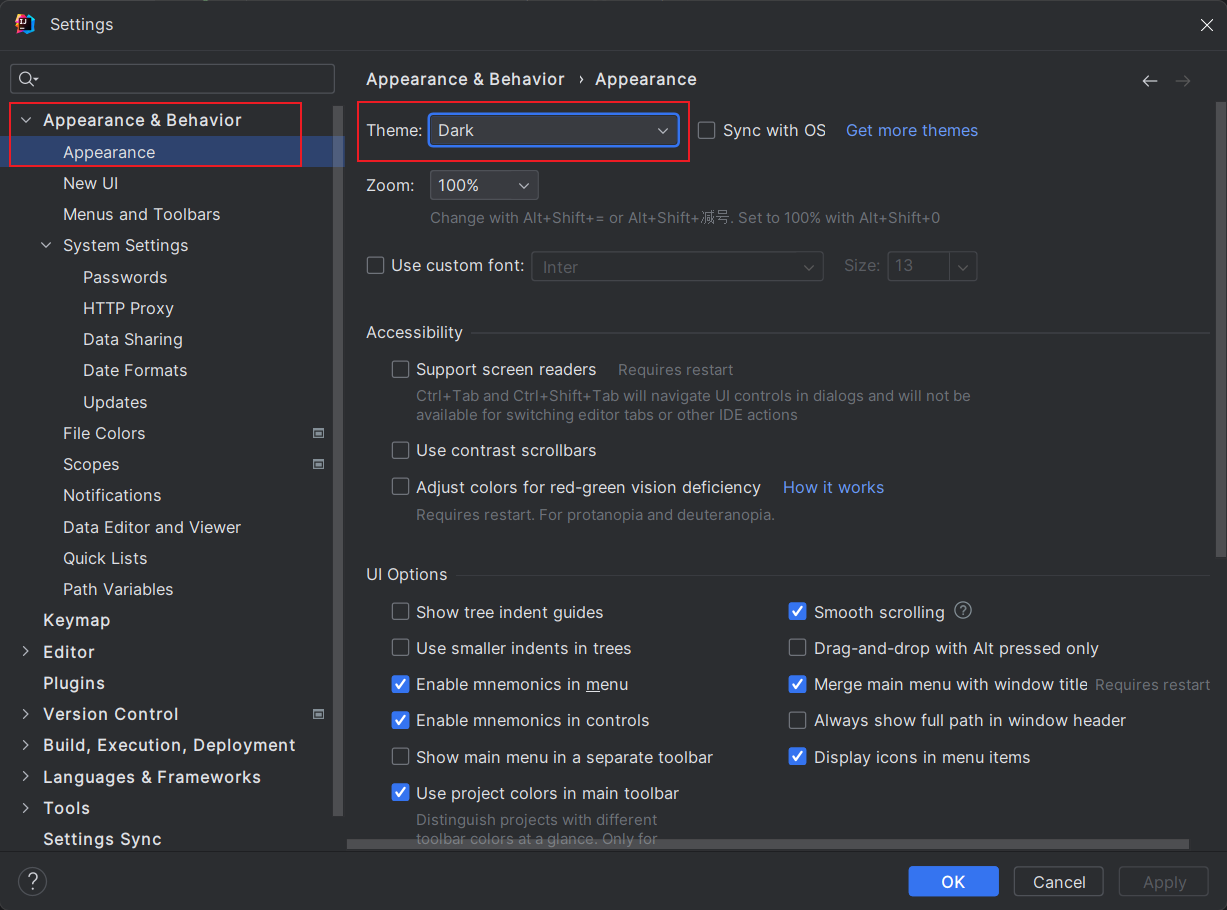 Settings
Appearance & Behavior
Appearance
New UI
Menus and Toolbars
System Settings
Passwords
HTTP Proxy
Data Sharing
Date Formats
Updates
File Colors
Scopes
Notifications
Data Editor and Viewer
Quick Lists
Path Variables
Keymap
Editor
Plugins
Version Control
Build, Execution, Deployment
Languages & Frameworks
Tools
Settings Sync
Appearance & Behavior › Appearance
Theme: Dark Sync with OS Get more themes
Zoom: 100%
Change with Alt+Shift+= or Alt+Shift+减号. Set to 100% with Alt+Shift+0
Use custom font: Inter Size: 13
Accessibility
Support screen readers Requires restart
Ctrl+Tab and Ctrl+Shift+Tab will navigate UI controls in dialogs and will not be
available for switching editor tabs or other IDE actions
Use contrast scrollbars
Adjust colors for red-green vision deficiency How it works
Requires restart. For protanopia and deuteranopia.
UI Options
Show tree indent guides Smooth scrolling ?
Use smaller indents in trees Drag-and-drop with Alt pressed only
Enable mnemonics in menu Merge main menu with window title Requires restart
Enable mnemonics in controls Always show full path in window header
Show main menu in a separate toolbar Display icons in menu items
Use project colors in main toolbar
Distinguish projects with different
toolbar colors at a glance. Only for
? OK Cancel Apply